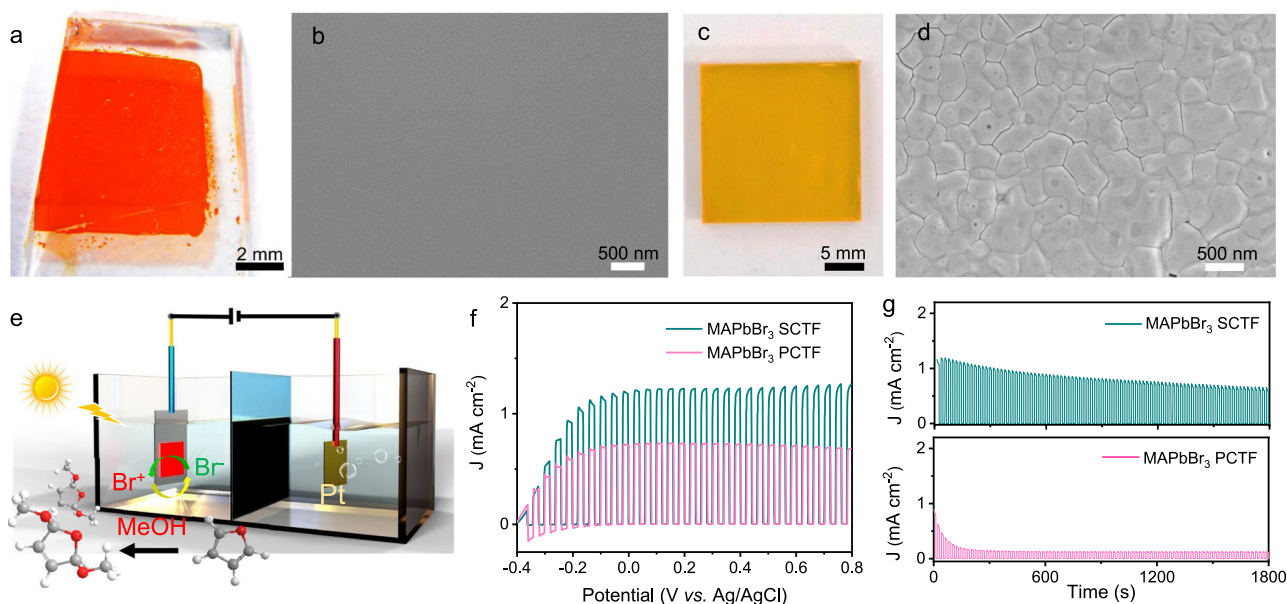 a
b
c
d
2 mm
500 nm
5 mm
500 nm
e
Br⁺
Br⁻
MeOH
Pt
f
2
1
0
J (mA cm⁻²)
MAPbBr₃ SCTF
MAPbBr₃ PCTF
-0.4 -0.2 0.0 0.2 0.4 0.6 0.8
Potential (V vs. Ag/AgCl)
g
2
1
0
J (mA cm⁻²)
MAPbBr₃ SCTF
2
1
0
J (mA cm⁻²)
MAPbBr₃ PCTF
0 600 1200 1800
Time (s)